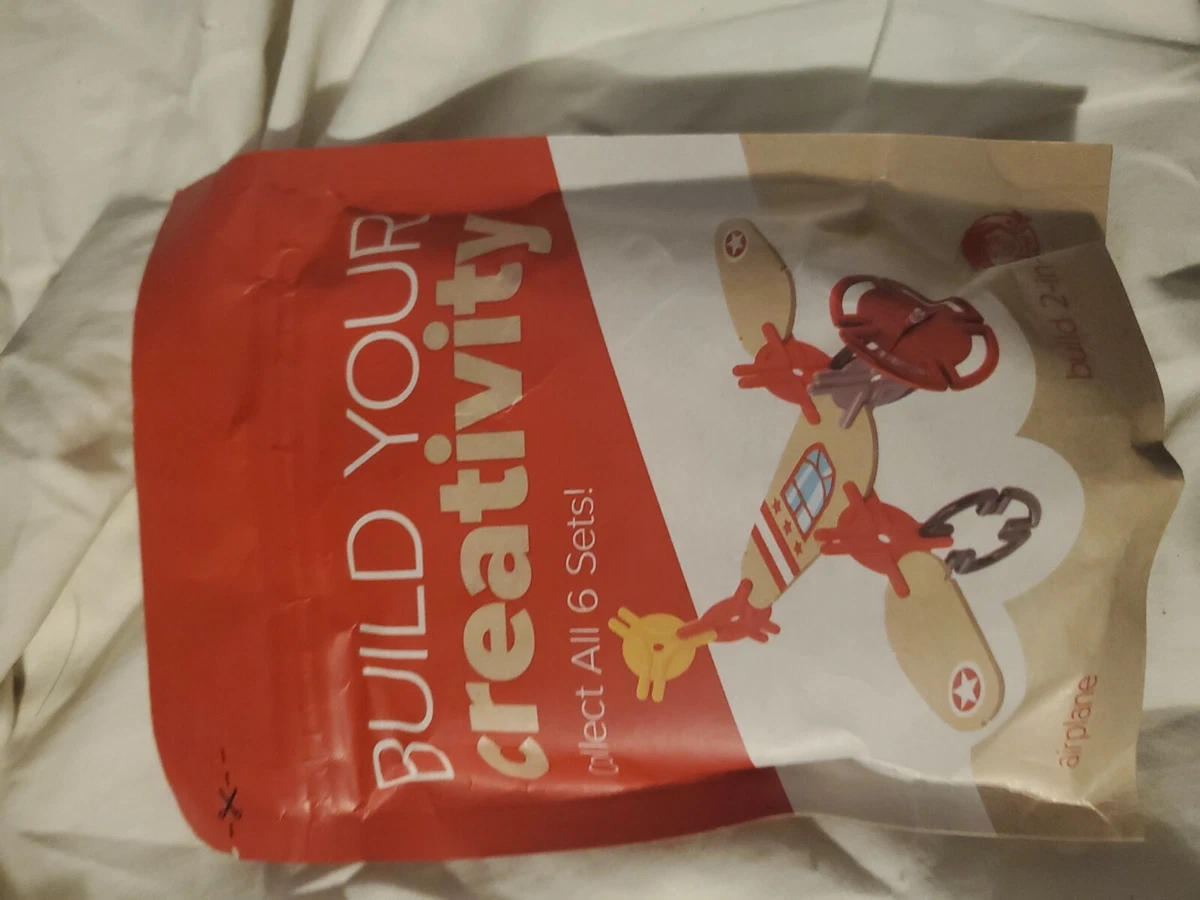 BUILD YOUR
creativity
Collect All 6 Sets!
airplane
build 2-in-